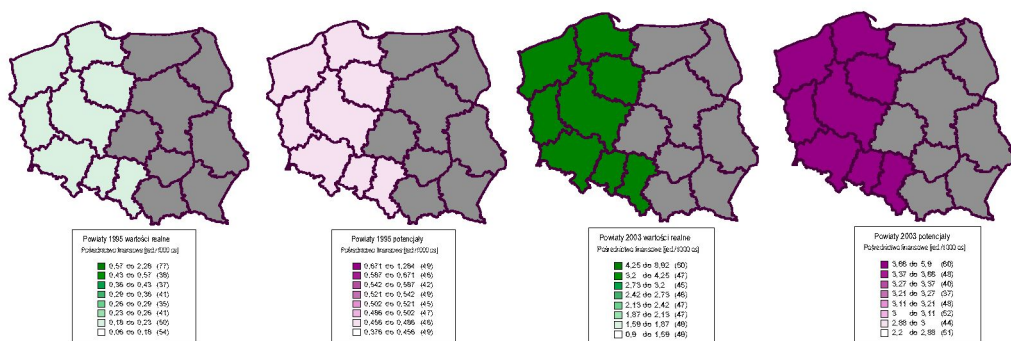 Powiaty 1995 wartości realne
Pośrednictwo finansowe [jed./1000 os]
0,57 do 2,28 (77)
0,43 do 0,57 (38)
0,36 do 0,43 (37)
0,29 do 0,36 (41)
0,26 do 0,29 (35)
0,23 do 0,26 (41)
0,18 do 0,23 (50)
0,06 do 0,18 (54)
Powiaty 1995 potencjały
Pośrednictwo finansowe [jed./1000 os]
0,671 do 1,284 (49)
0,587 do 0,671 (46)
0,542 do 0,587 (42)
0,521 do 0,542 (49)
0,502 do 0,521 (45)
0,486 do 0,502 (47)
0,456 do 0,486 (46)
0,376 do 0,456 (49)
Powiaty 2003 wartości realne
Pośrednictwo finansowe [jed./1000 os]
4,25 do 8,92 (50)
3,2 do 4,25 (47)
2,73 do 3,2 (45)
2,42 do 2,73 (46)
2,13 do 2,42 (47)
1,87 do 2,13 (47)
1,59 do 1,87 (48)
0,9 do 1,59 (48)
Powiaty 2003 potencjały
Pośrednictwo finansowe [jed./1000 os]
3,66 do 5,9 (60)
3,37 do 3,66 (48)
3,27 do 3,37 (40)
3,21 do 3,27 (37)
3,11 do 3,21 (48)
3 do 3,11 (52)
2,88 do 3 (44)
2,2 do 2,88 (51)